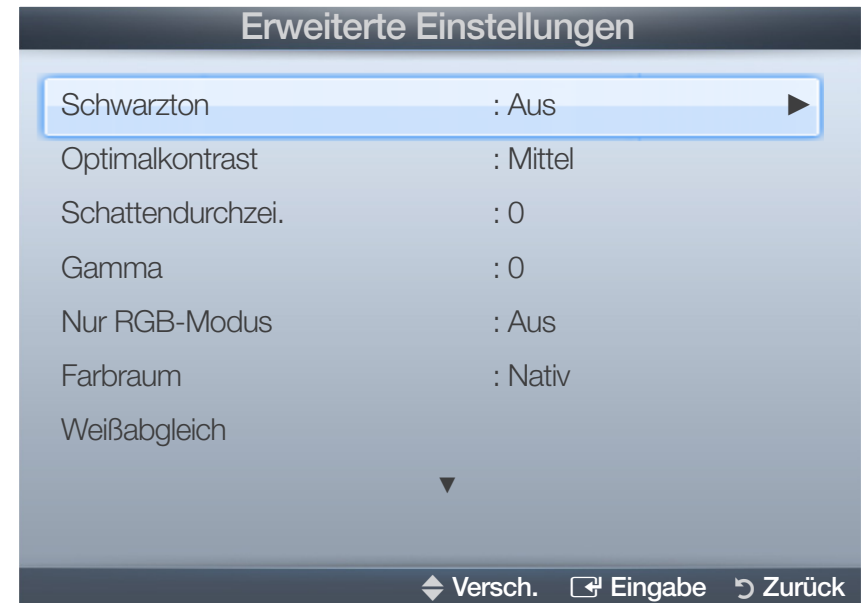 Erweiterte Einstellungen
Schwarzton : Aus ►
Optimalkontrast : Mittel
Schattendurchzei. : 0
Gamma : 0
Nur RGB-Modus : Aus
Farbraum : Nativ
Weißabgleich
▼
Versch. Eingabe Zurück